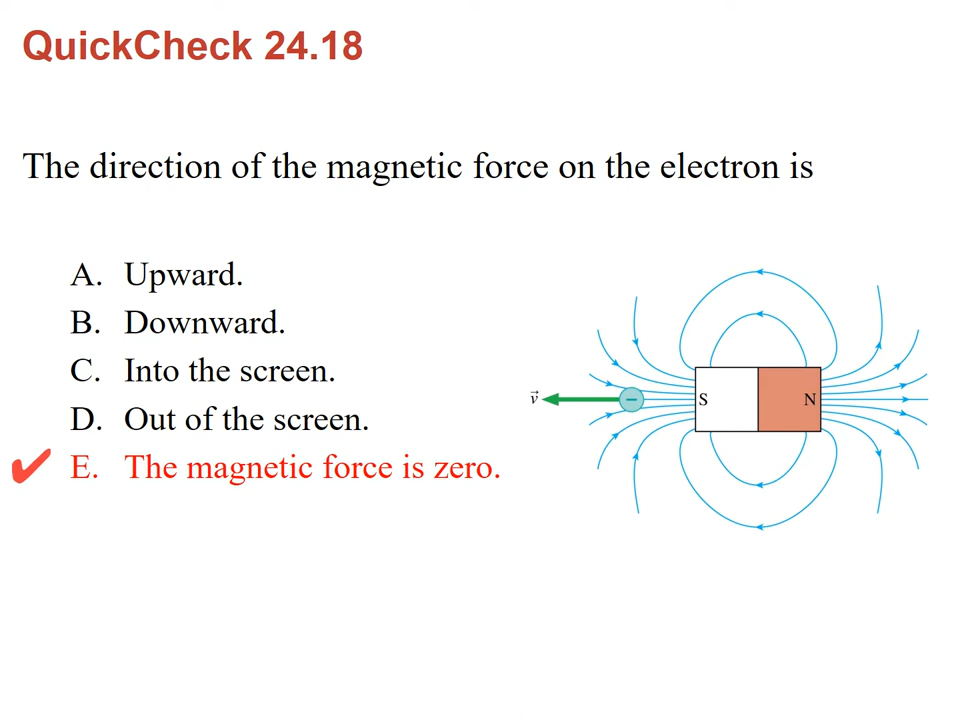 QuickCheck 24.18
The direction of the magnetic force on the electron is
A. Upward.
B. Downward.
C. Into the screen.
D. Out of the screen.
E. The magnetic force is zero.
v⃗
−
S
N